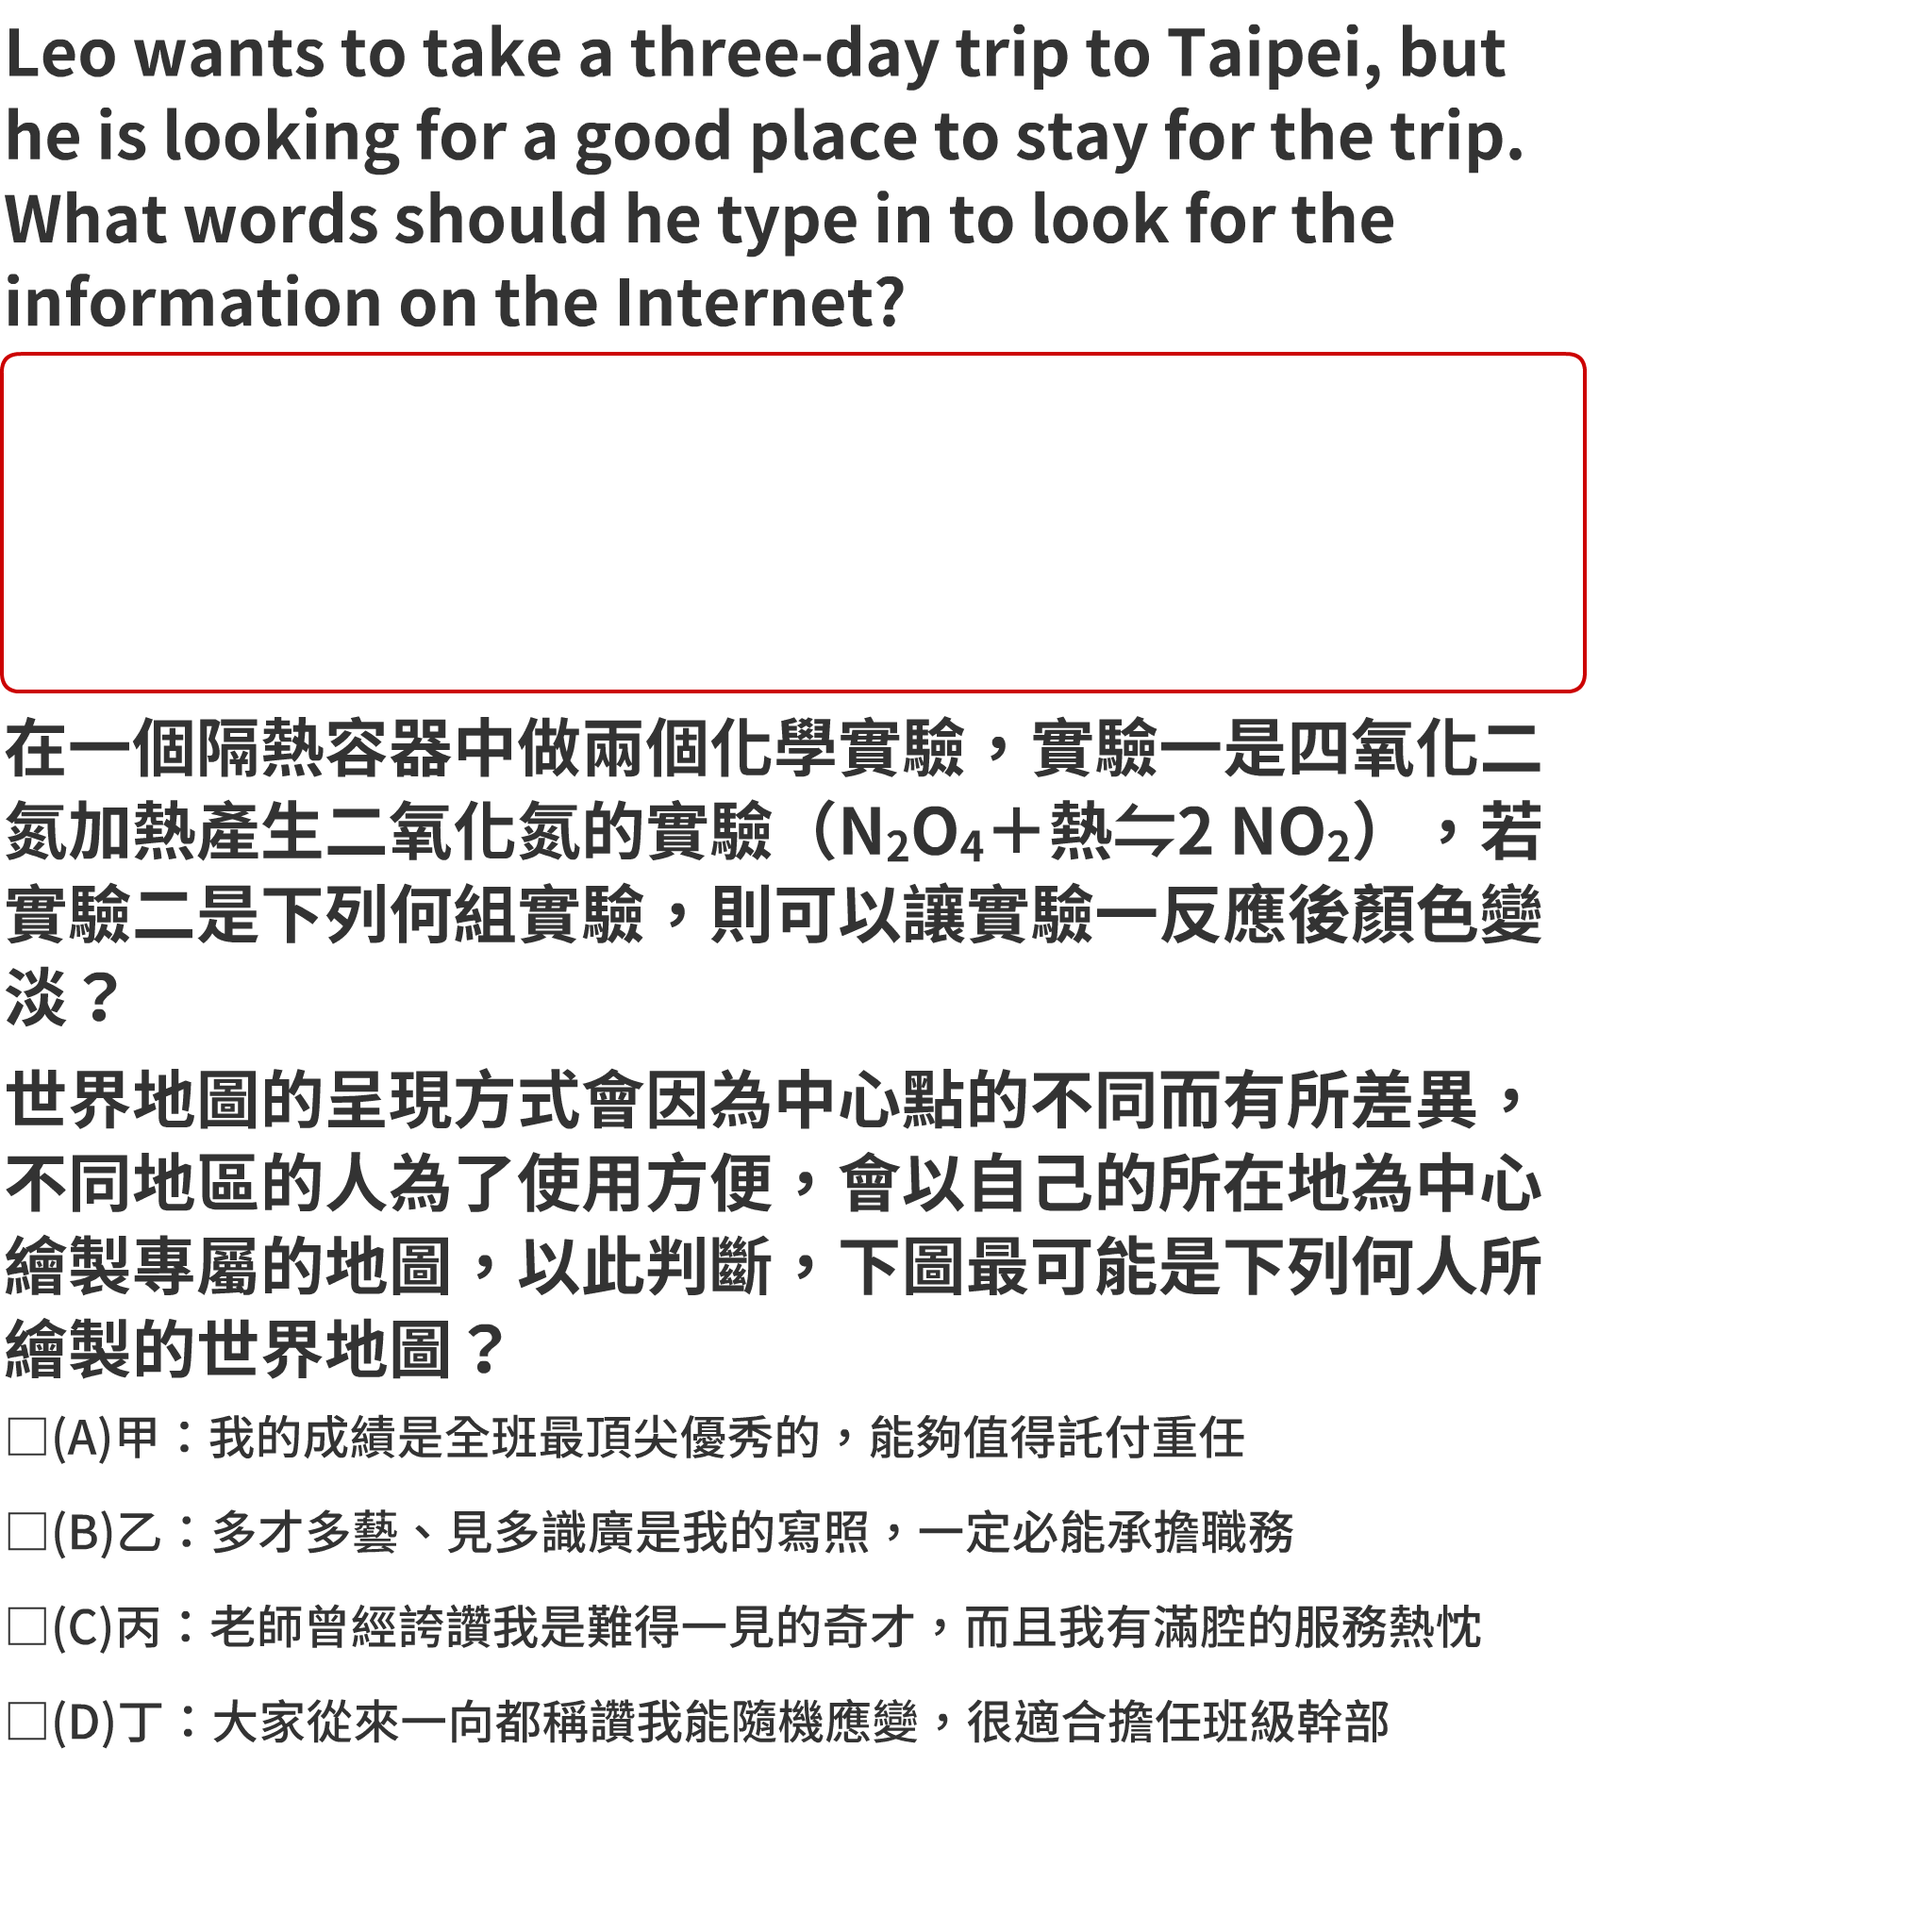 Leo wants to take a three-day trip to Taipei, but
he is looking for a good place to stay for the trip.
What words should he type in to look for the
information on the Internet?
在一個隔熱容器中做兩個化學實驗，實驗一是四氧化二
氮加熱產生二氧化氮的實驗（N₂O₄＋熱⇋2 NO₂），若
實驗二是下列何組實驗，則可以讓實驗一反應後顏色變
淡？
世界地圖的呈現方式會因為中心點的不同而有所差異，
不同地區的人為了使用方便，會以自己的所在地為中心
繪製專屬的地圖，以此判斷，下圖最可能是下列何人所
繪製的世界地圖？
□(A)甲：我的成績是全班最頂尖優秀的，能夠值得託付重任
□(B)乙：多才多藝、見多識廣是我的寫照，一定必能承擔職務
□(C)丙：老師曾經誇讚我是難得一見的奇才，而且我有滿腔的服務熱忱
□(D)丁：大家從來一向都稱讚我能隨機應變，很適合擔任班級幹部